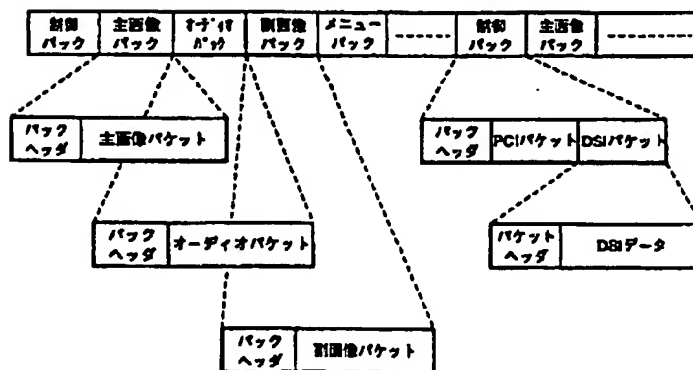 制御
パック
主画像
パック
オーディオ
パック
副画像
パック
メニュー
パック
制御
パック
主画像
パック
パック
ヘッダ
主画像パケット
パック
ヘッダ
PCIパケット
DSIパケット
パック
ヘッダ
オーディオパケット
パケット
ヘッダ
DSIデータ
パック
ヘッダ
副画像パケット